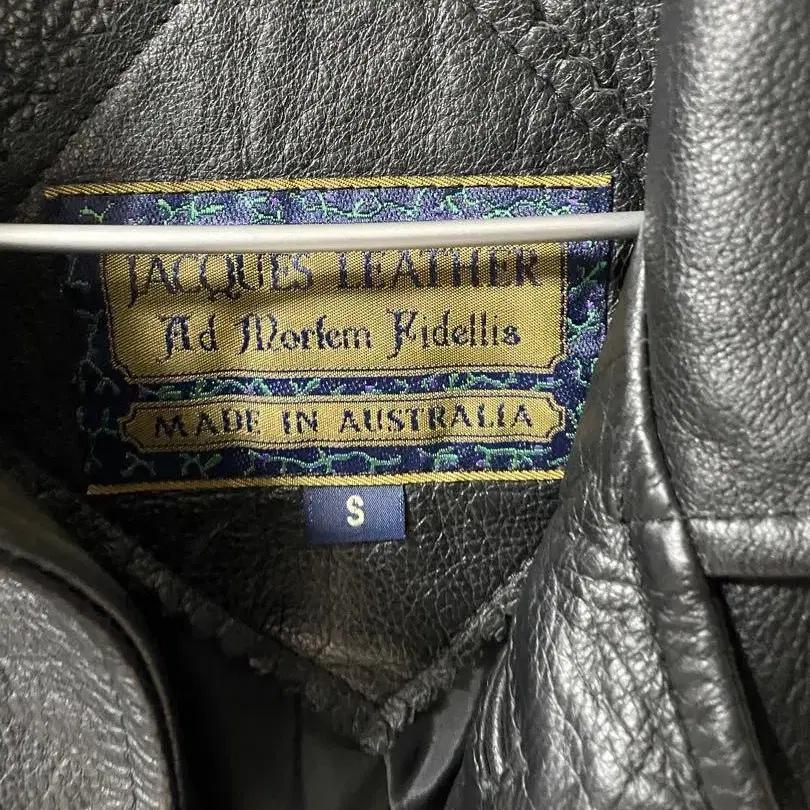 JACQUES LEATHER
Ad Mortem Fidellis
MADE IN AUSTRALIA
S